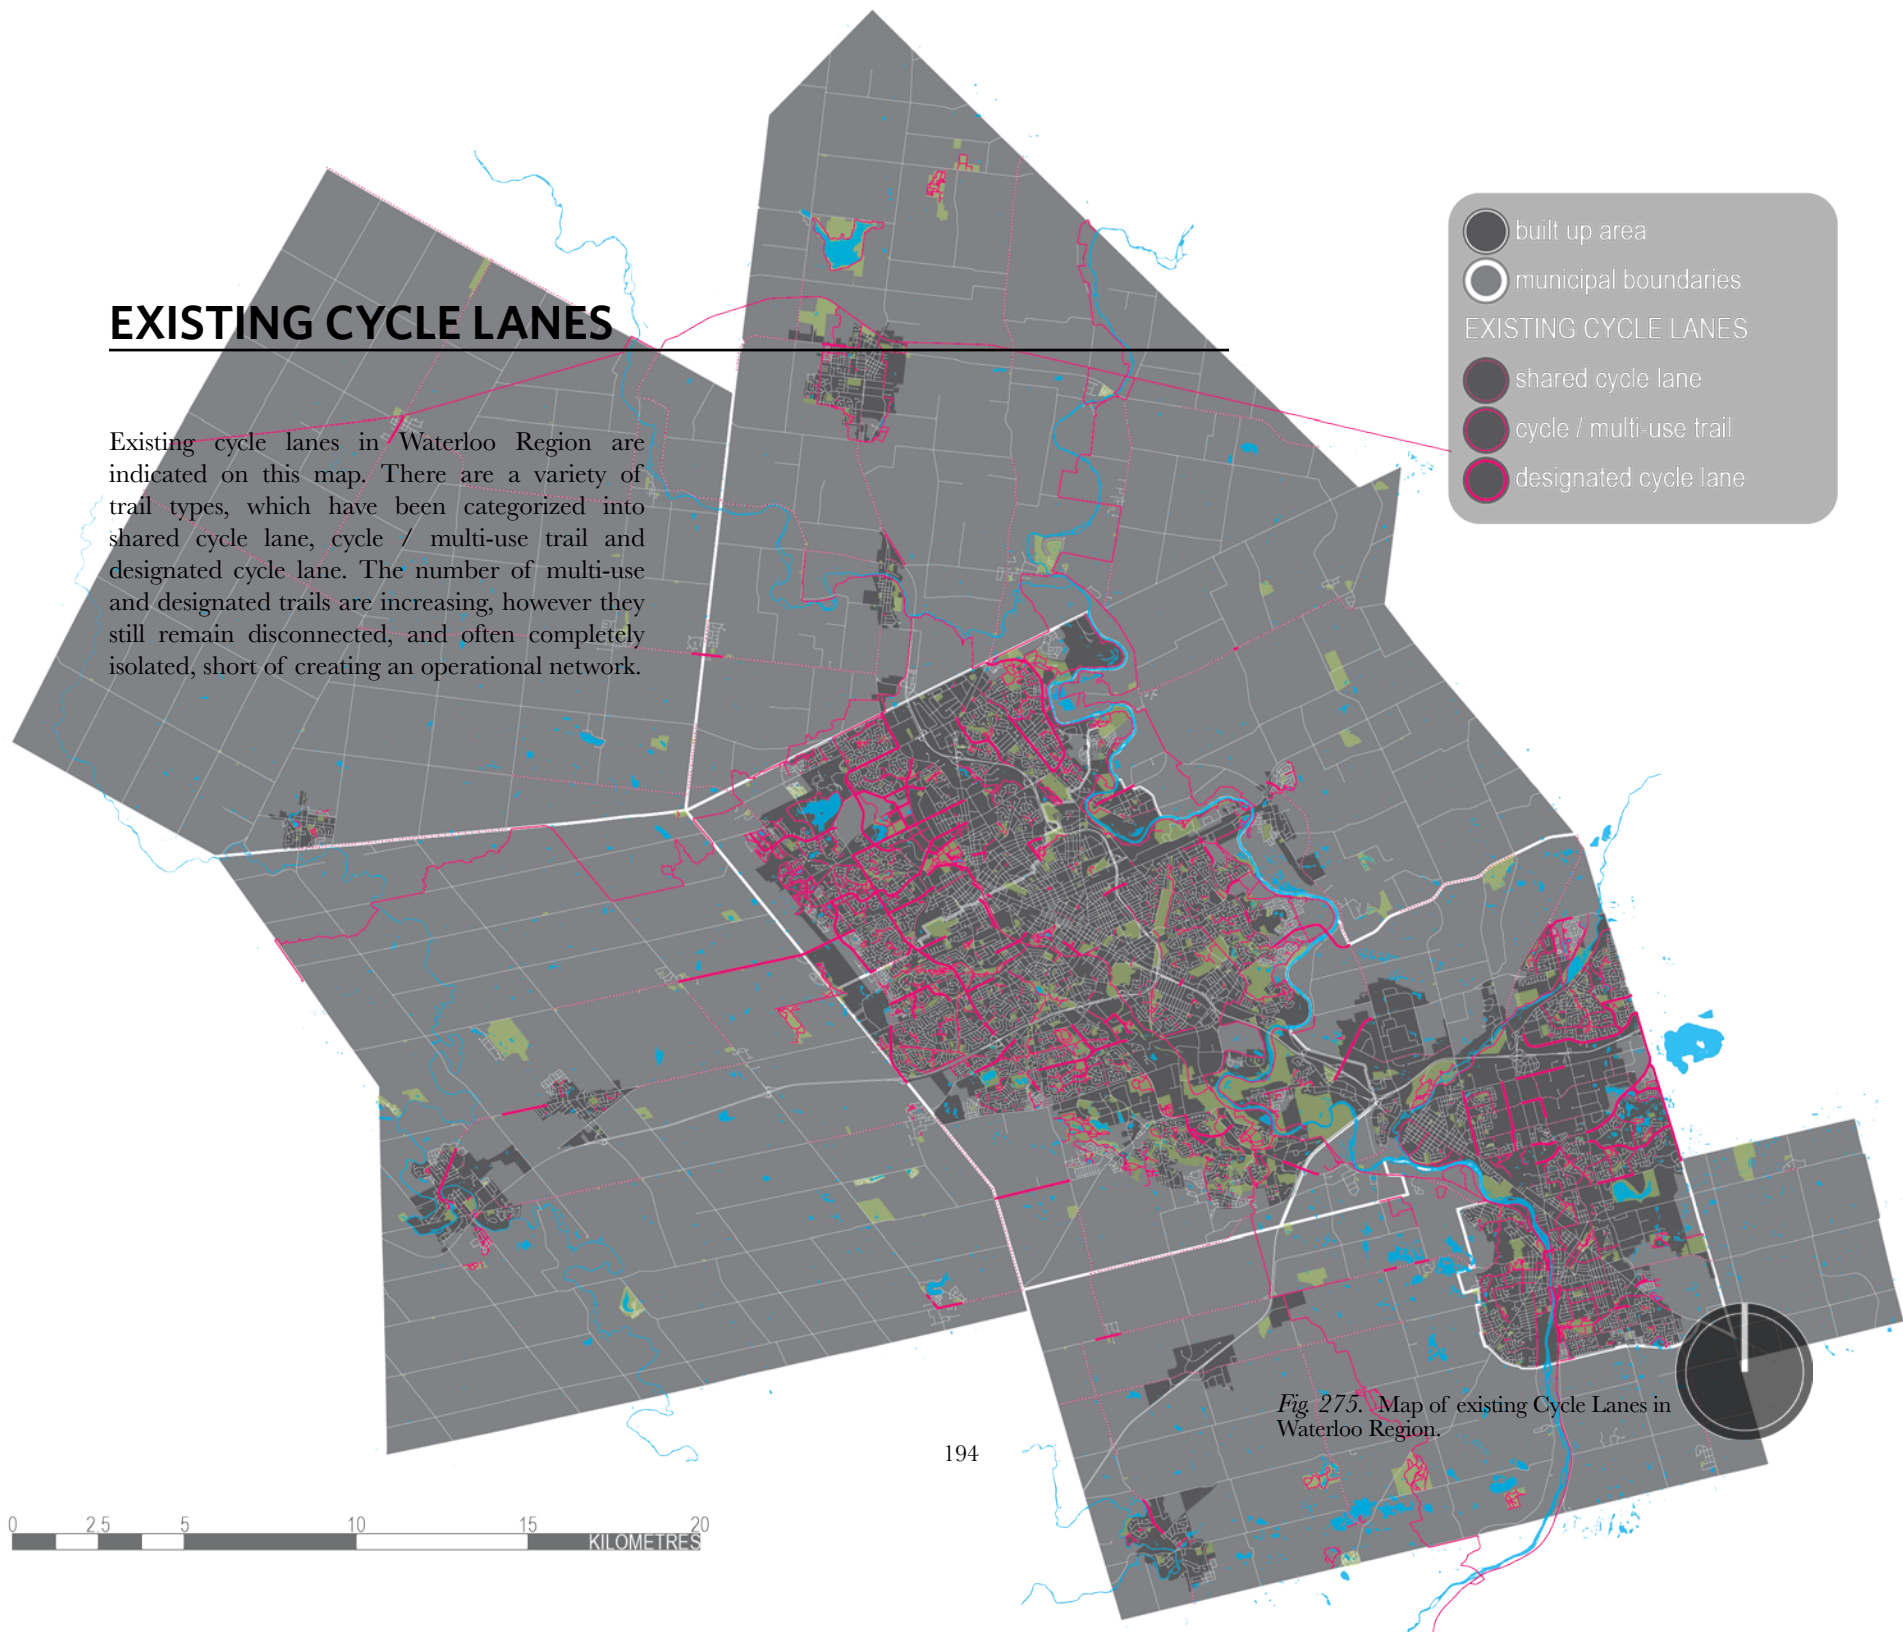 EXISTING CYCLE LANES
Existing cycle lanes in Waterloo Region are
indicated on this map. There are a variety of
trail types, which have been categorized into
shared cycle lane, cycle / multi-use trail and
designated cycle lane. The number of multi-use
and designated trails are increasing, however they
still remain disconnected, and often completely
isolated, short of creating an operational network.
built up area
municipal boundaries
EXISTING CYCLE LANES
shared cycle lane
cycle / multi-use trail
designated cycle lane
Fig. 275. Map of existing Cycle Lanes in
Waterloo Region.
194
0 2.5 5 10 15 20
KILOMETRES